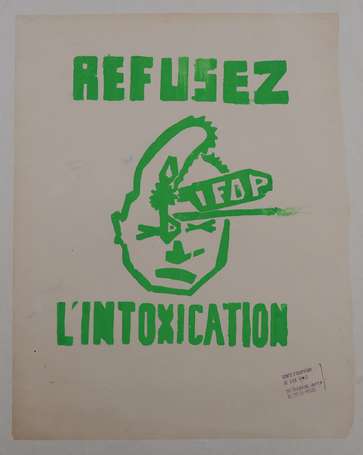 REFUSEZ
IFOP
L'INTOXICATION